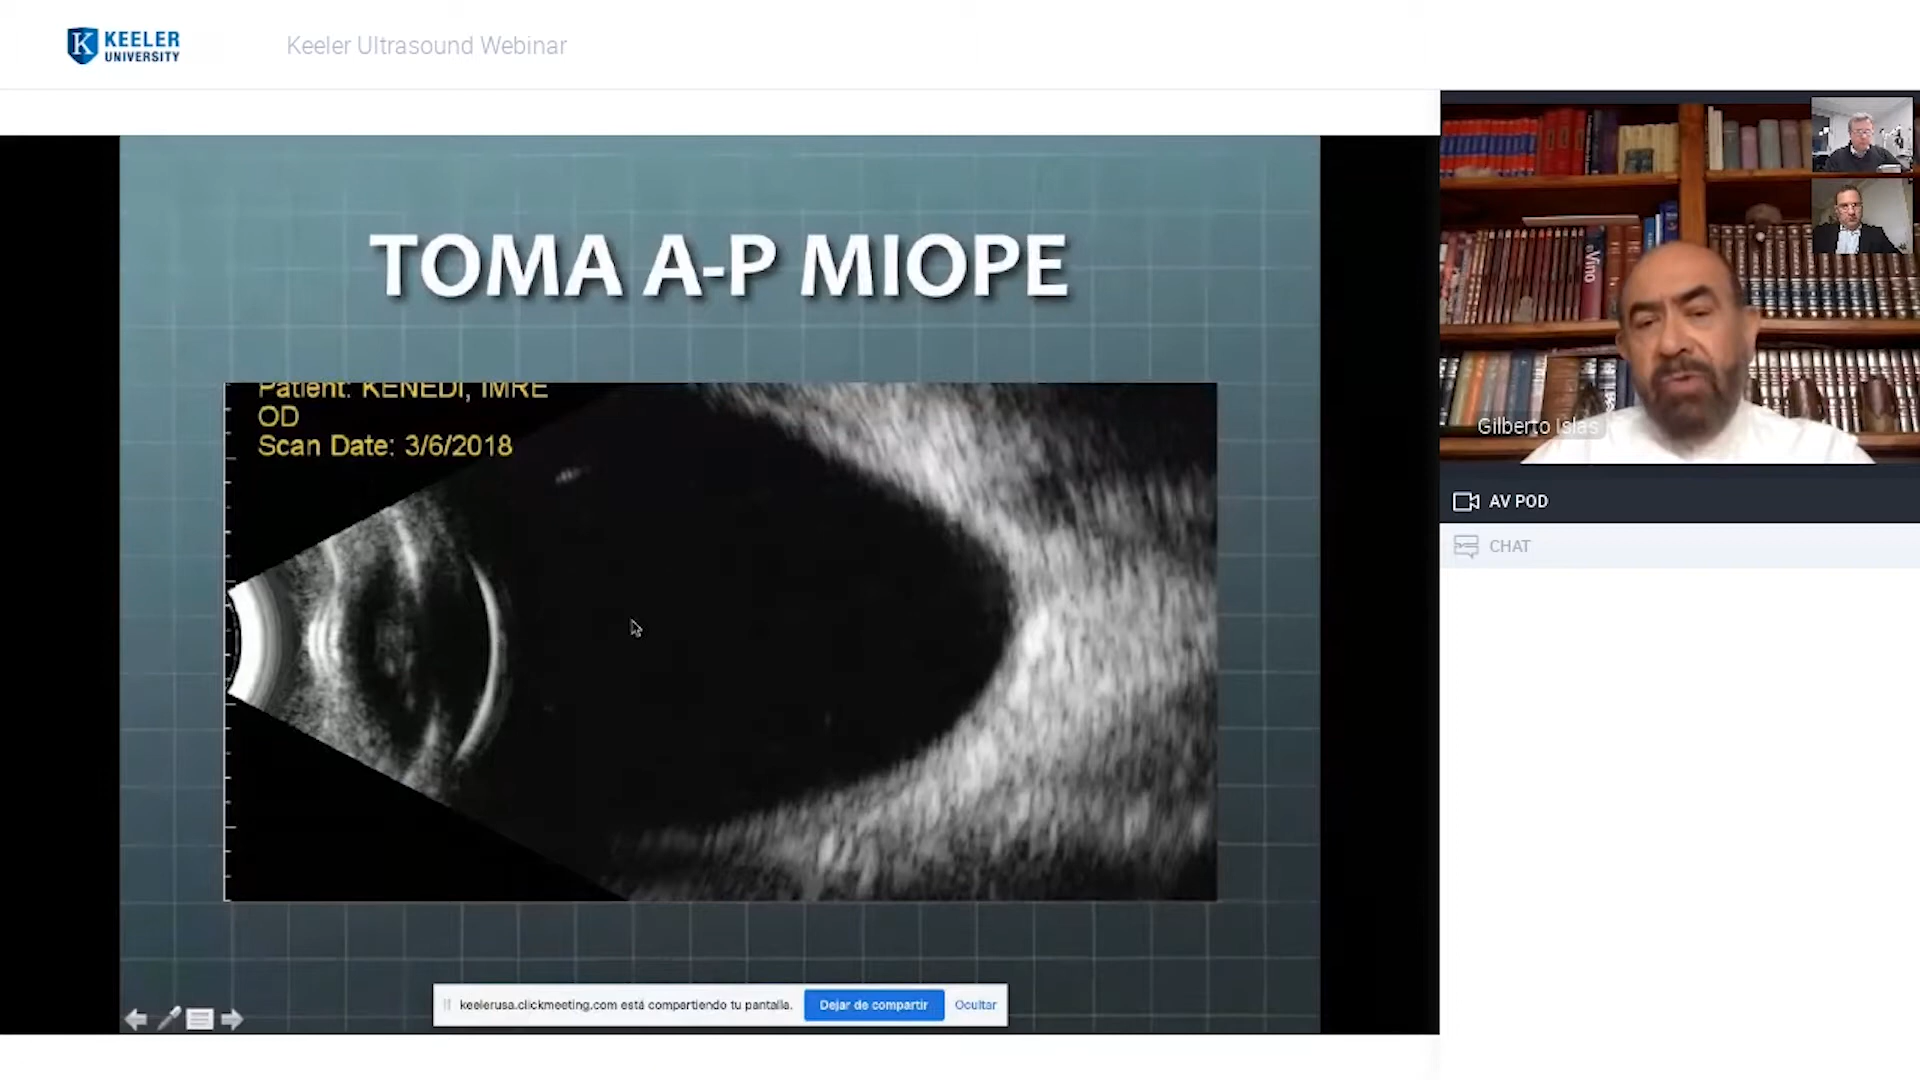 KEELER
UNIVERSITY
Keeler Ultrasound Webinar
TOMA A-P MIOPE
Patient: KENEDI, IMRE
OD
Scan Date: 3/6/2018
eVino
Gilberto Islas
AV POD
CHAT
keelerusa.clickmeeting.com está compartiendo tu pantalla.
Dejar de compartir
Ocultar